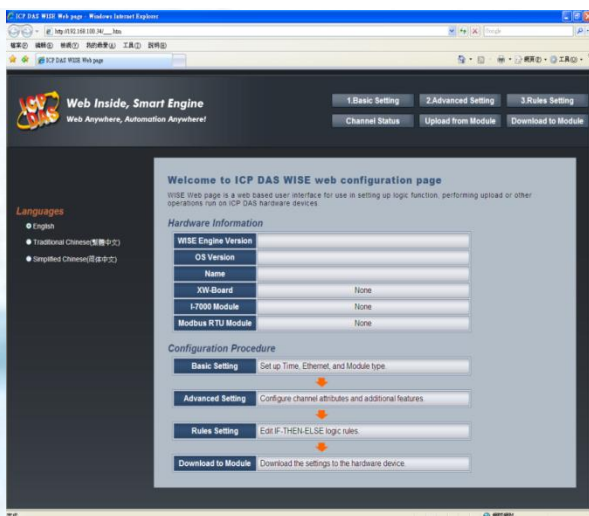 ICP DAS WISE Web page - Windows Internet Explorer
ICP DAS WISE Web page
ICP DAS
Web Inside, Smart Engine
Web Anywhere, Automation Anywhere!
1.Basic Setting
2.Advanced Setting
3.Rules Setting
Channel Status
Upload from Module
Download to Module
Languages
English
Traditional Chinese(繁體中文)
Simplified Chinese(简体中文)
Welcome to ICP DAS WISE web configuration page
WISE Web page is a web based user interface for use in setting up logic function, performing upload or other
operations run on ICP DAS hardware devices.
Hardware Information
WISE Engine Version
OS Version
Name
XW-Board None
I-7000 Module None
Modbus RTU Module None
Configuration Procedure
Basic Setting Set up Time, Ethernet, and Module type.
Advanced Setting Configure channel attributes and additional features.
Rules Setting Edit IF-THEN-ELSE logic rules.
Download to Module Download the settings to the hardware device.